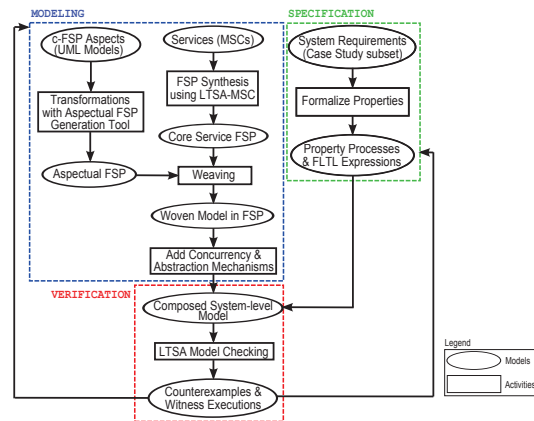 MODELING
c-FSP Aspects
(UML Models)
Services (MSCs)
Transformations
with Aspectual FSP
Generation Tool
FSP Synthesis
using LTSA-MSC
Core Service FSP
Aspectual FSP
Weaving
Woven Model in FSP
Add Concurrency &
Abstraction Mechanisms
SPECIFICATION
System Requirements
(Case Study subset)
Formalize Properties
Property Processes
& FLTL Expressions
VERIFICATION
Composed System-level
Model
LTSA Model Checking
Counterexamples &
Witness Executions
Legend
Models
Activities